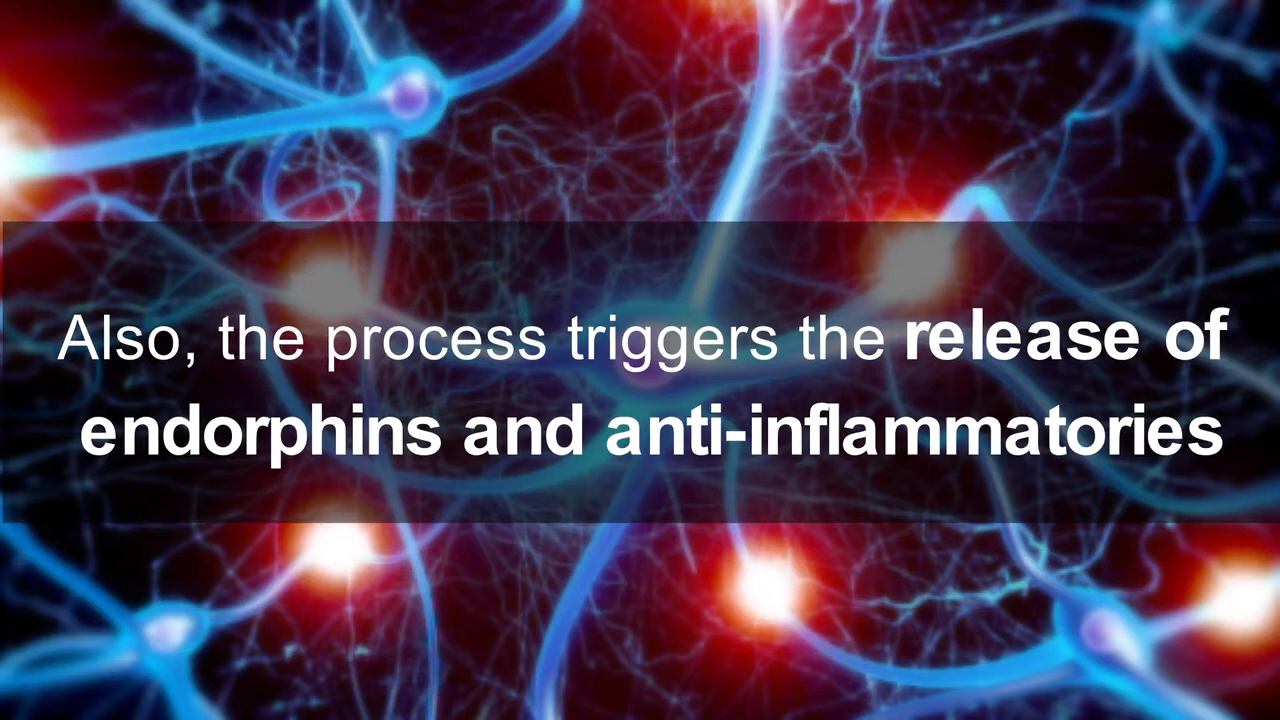 Also, the process triggers the release of
endorphins and anti-inflammatories